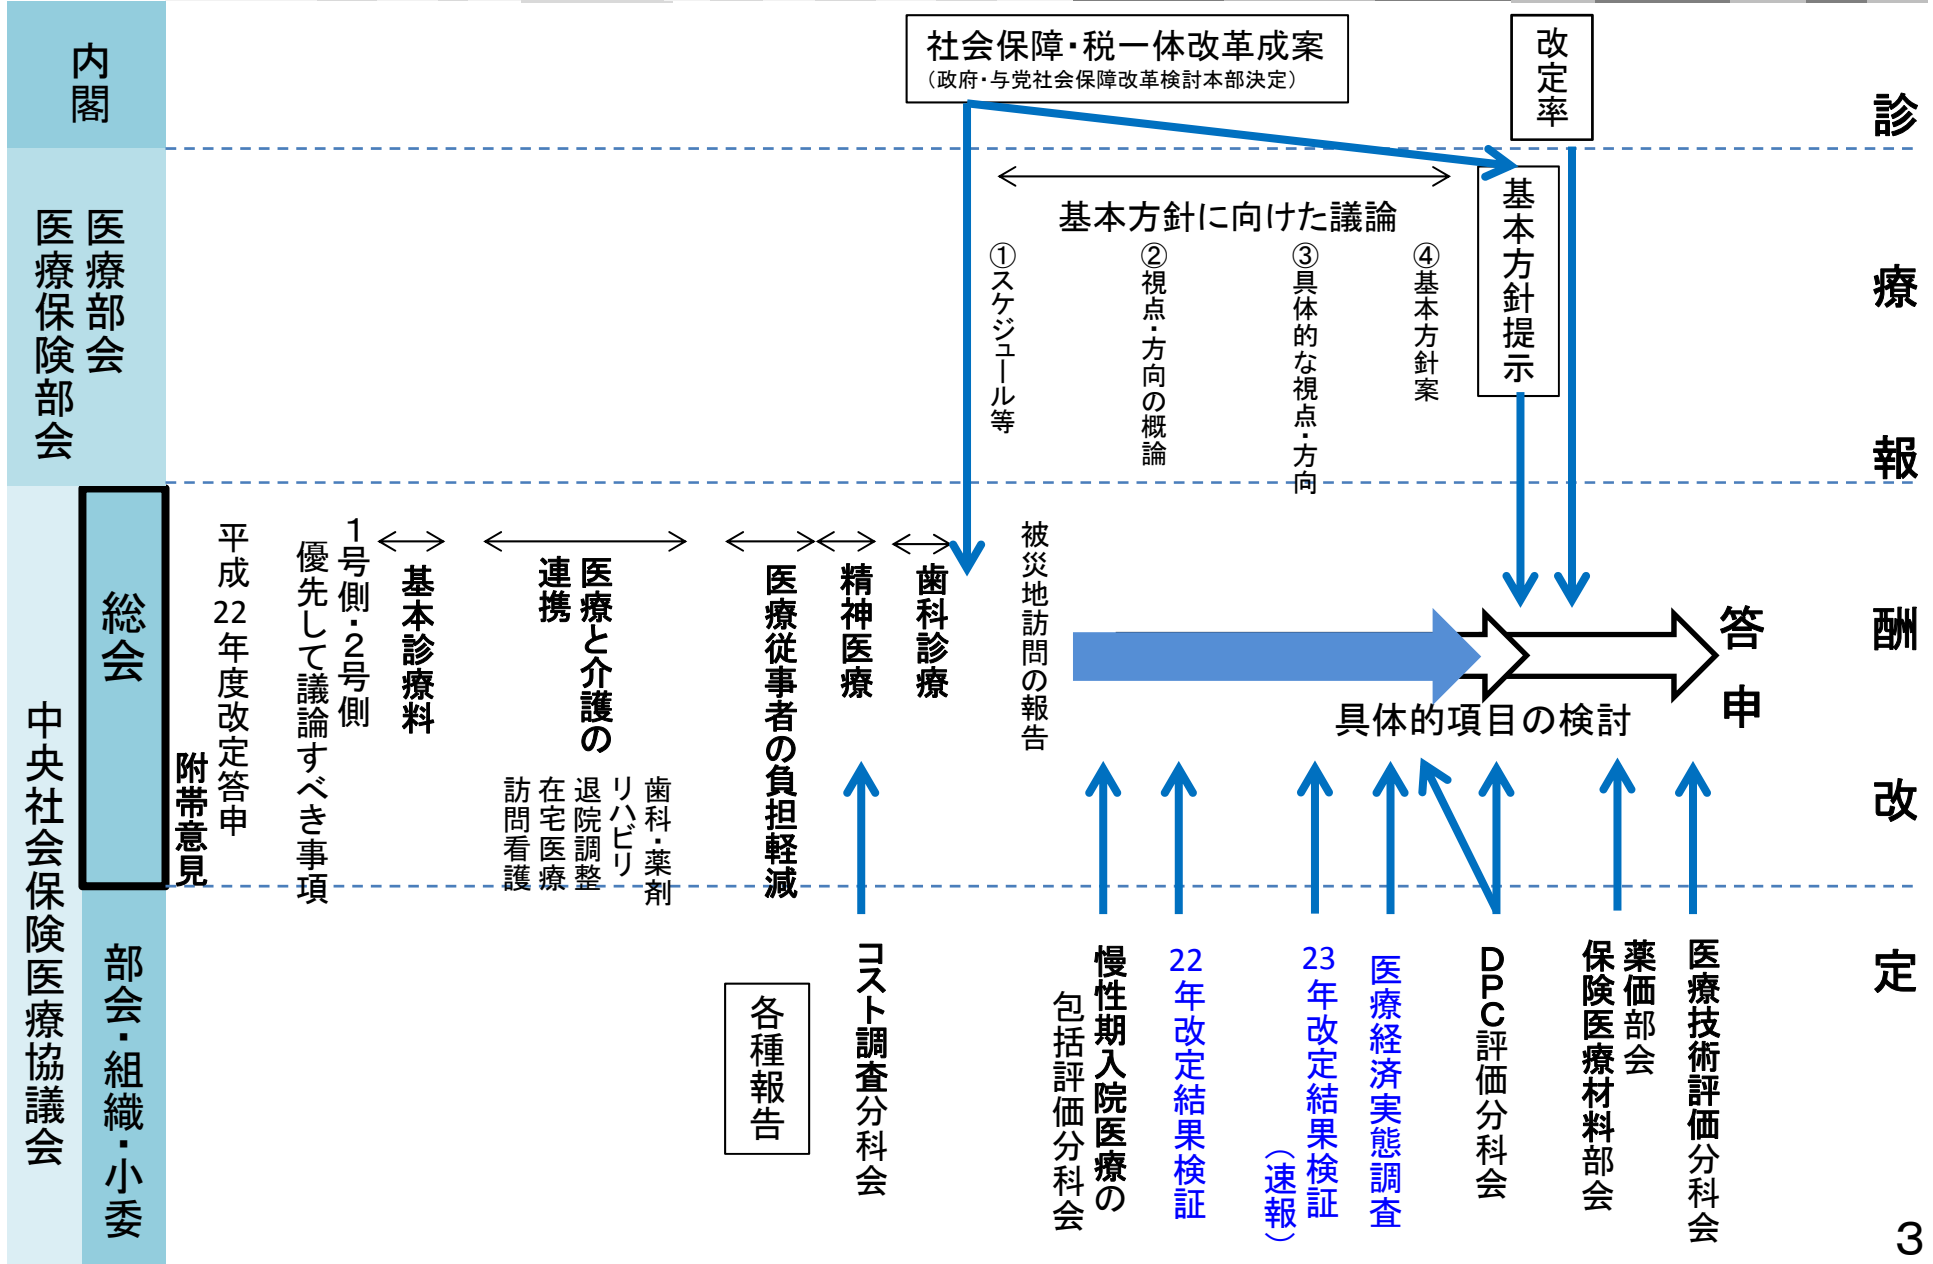 内閣
社会保障・税一体改革成案
（政府・与党社会保障改革検討本部決定）
改定率
医療部会
医療保険部会
基本方針に向けた議論
①スケジュール等
②視点・方向の概論
③具体的な視点・方向
④基本方針案
基本方針提示
中央社会保険医療協議会
総会
平成22年度改定答申
附帯意見
1号側・2号側
優先して議論すべき事項
基本診療料
医療と介護の
連携
歯科・薬剤
リハビリ
退院調整
在宅医療
訪問看護
医療従事者の負担軽減
精神医療
歯科診療
被災地訪問の報告
具体的項目の検討
答申
部会・組織・小委
各種報告
コスト調査分科会
慢性期入院医療の
包括評価分科会
22年改定結果検証
23年改定結果検証
（速報）
医療経済実態調査
DPC評価分科会
薬価部会
保険医療材料部会
医療技術評価分科会
診療報酬改定
3